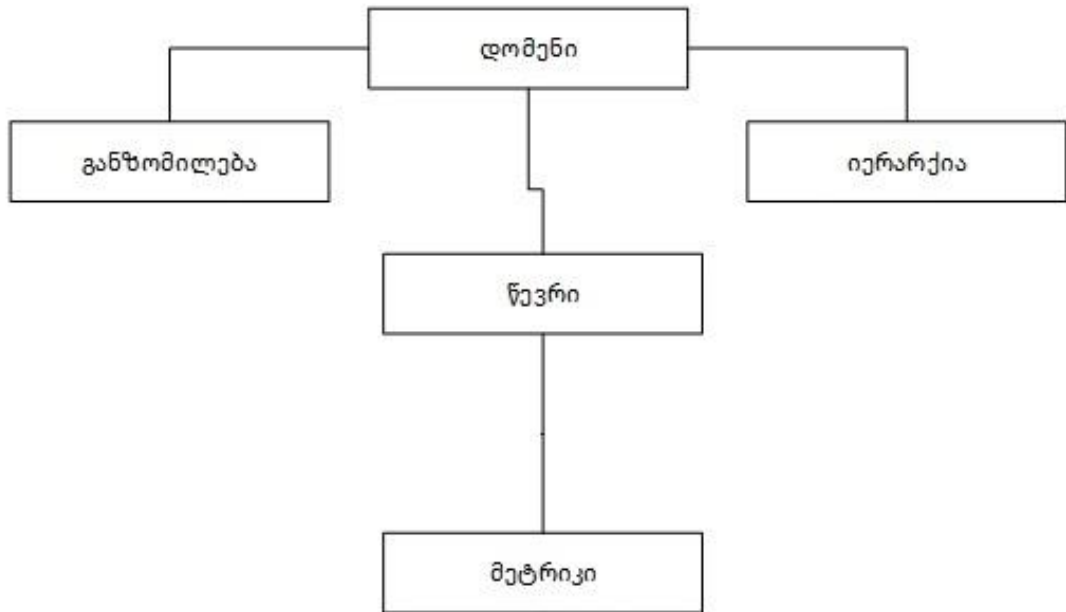 დომენი
განზომილება
იერარქია
წევრი
მეტრიკი